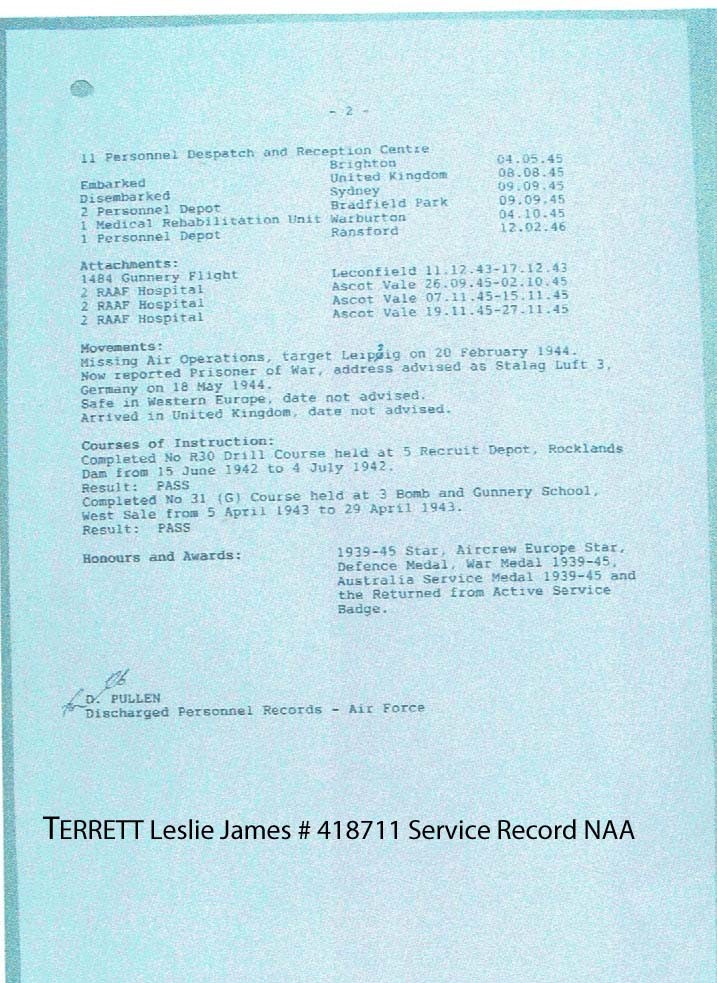 - 2 -
11 Personnel Despatch and Reception Centre
Brighton 04.05.45
Embarked United Kingdom 08.08.45
Disembarked Sydney 09.09.45
2 Personnel Depot Bradfield Park 09.09.45
1 Medical Rehabilitation Unit Warburton 04.10.45
1 Personnel Depot Ransford 12.02.46
Attachments:
1484 Gunnery Flight Leconfield 11.12.43-17.12.43
2 RAAF Hospital Ascot Vale 26.09.45-02.10.45
2 RAAF Hospital Ascot Vale 07.11.45-15.11.45
2 RAAF Hospital Ascot Vale 19.11.45-27.11.45
Movements:
Missing Air Operations, target Leipzig on 20 February 1944.
Now reported Prisoner of War, address advised as Stalag Luft 3,
Germany on 18 May 1944.
Safe in Western Europe, date not advised.
Arrived in United Kingdom, date not advised.
Courses of Instruction:
Completed No R30 Drill Course held at 5 Recruit Depot, Rocklands
Dam from 15 June 1942 to 4 July 1942.
Result: PASS
Completed No 31 (G) Course held at 3 Bomb and Gunnery School,
West Sale from 5 April 1943 to 29 April 1943.
Result: PASS
Honours and Awards: 1939-45 Star, Aircrew Europe Star,
Defence Medal, War Medal 1939-45,
Australia Service Medal 1939-45 and
the Returned from Active Service
Badge.
for D. PULLEN
Discharged Personnel Records - Air Force
TERRETT Leslie James # 418711 Service Record NAA